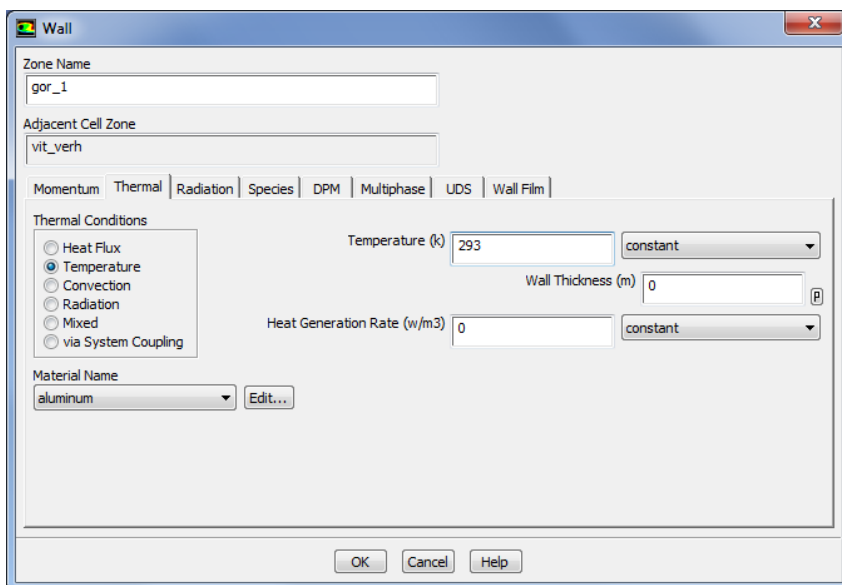 Wall
Zone Name
gor_1
Adjacent Cell Zone
vit_verh
Momentum Thermal Radiation Species DPM Multiphase UDS Wall Film
Thermal Conditions
Heat Flux
Temperature
Convection
Radiation
Mixed
via System Coupling
Temperature (k) 293 constant
Wall Thickness (m) 0 P
Heat Generation Rate (w/m3) 0 constant
Material Name
aluminum Edit...
OK Cancel Help